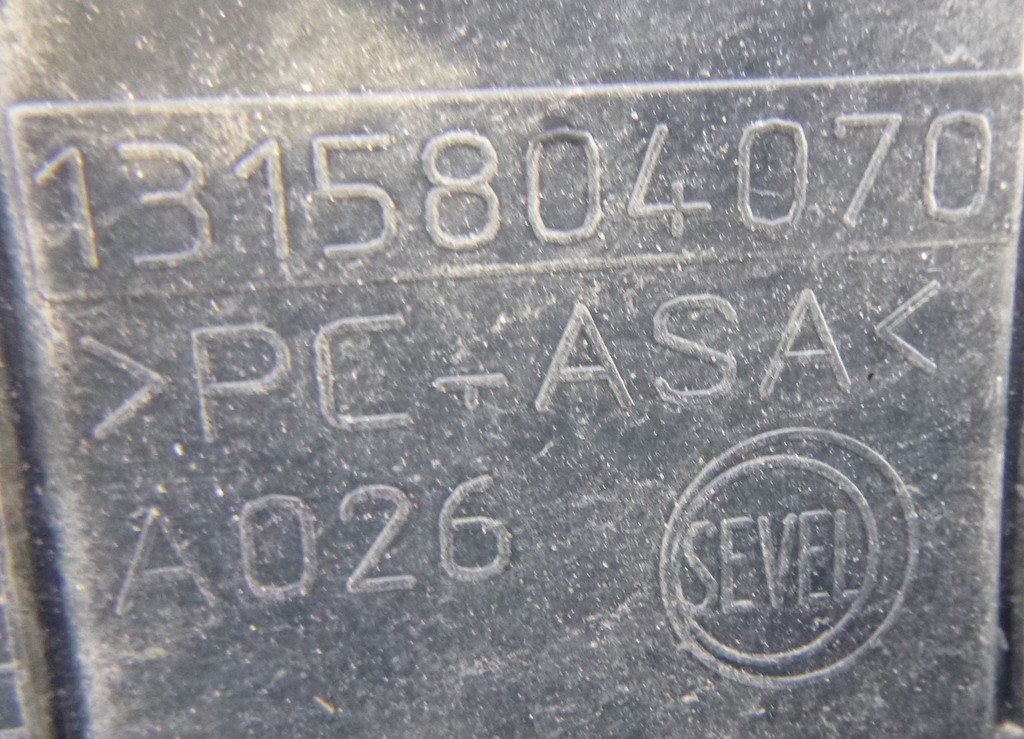 1315804070
>PC+ASA<
A026
SEVEL